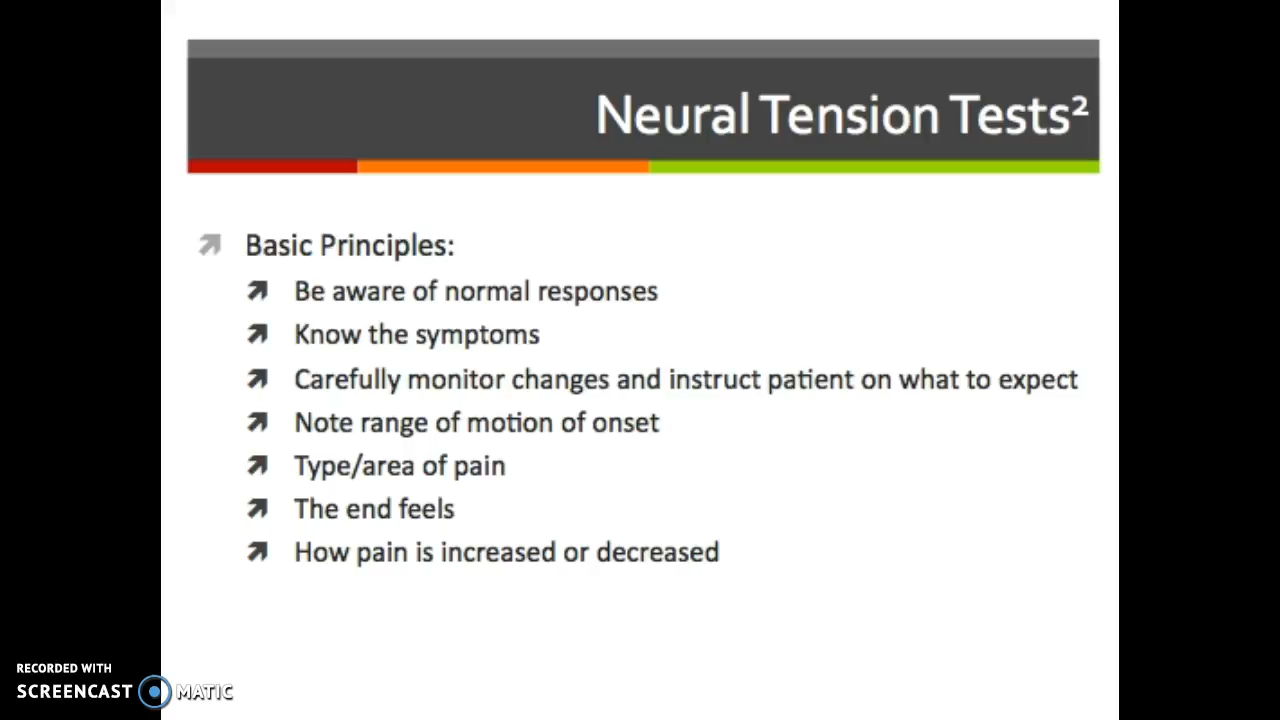 Neural Tension Tests²
Basic Principles:
Be aware of normal responses
Know the symptoms
Carefully monitor changes and instruct patient on what to expect
Note range of motion of onset
Type/area of pain
The end feels
How pain is increased or decreased
RECORDED WITH
SCREENCAST MATIC